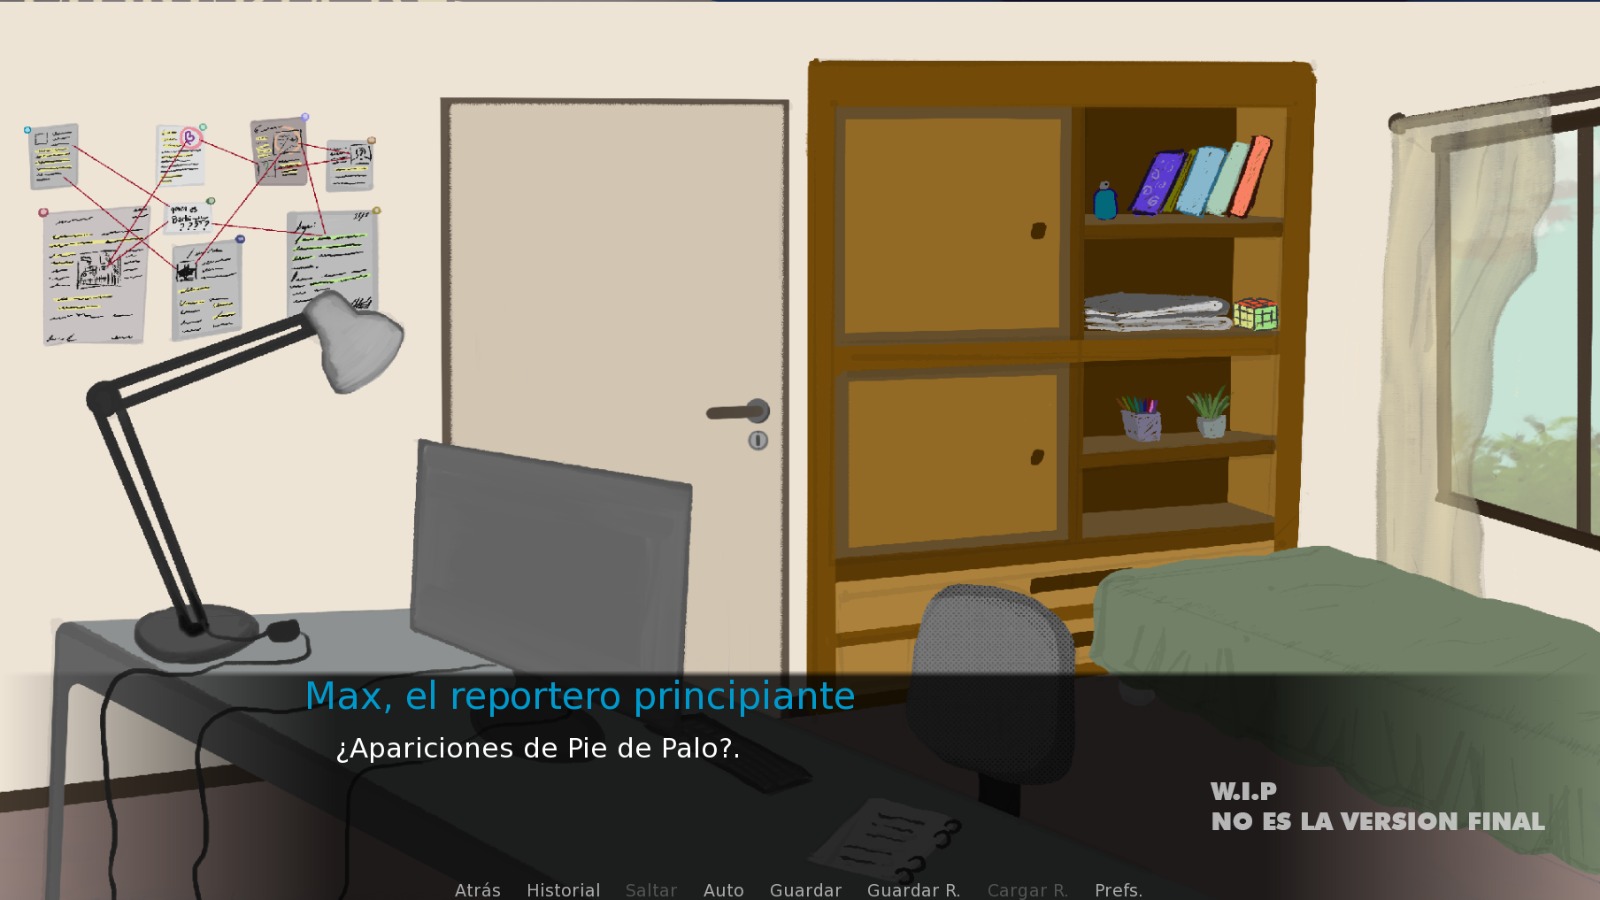 Max, el reportero principiante
¿Apariciones de Pie de Palo?.
W.I.P
NO ES LA VERSION FINAL
Atrás Historial Saltar Auto Guardar Guardar R. Cargar R. Prefs.